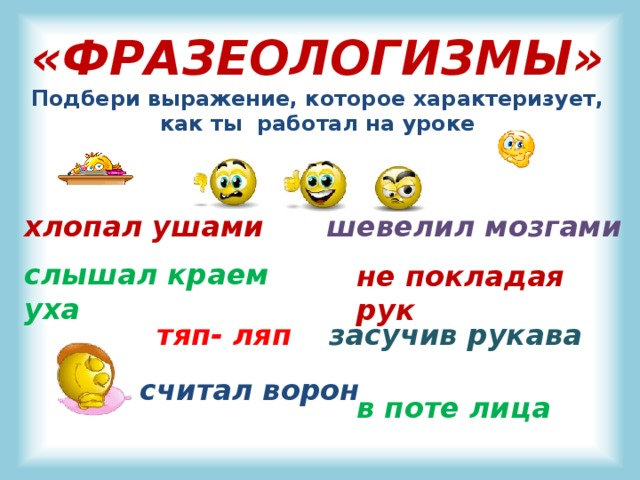 «ФРАЗЕОЛОГИЗМЫ»
Подбери выражение, которое характеризует,
как ты работал на уроке
хлопал ушами
шевелил мозгами
слышал краем
уха
не покладая
рук
тяп- ляп
засучив рукава
считал ворон
в поте лица